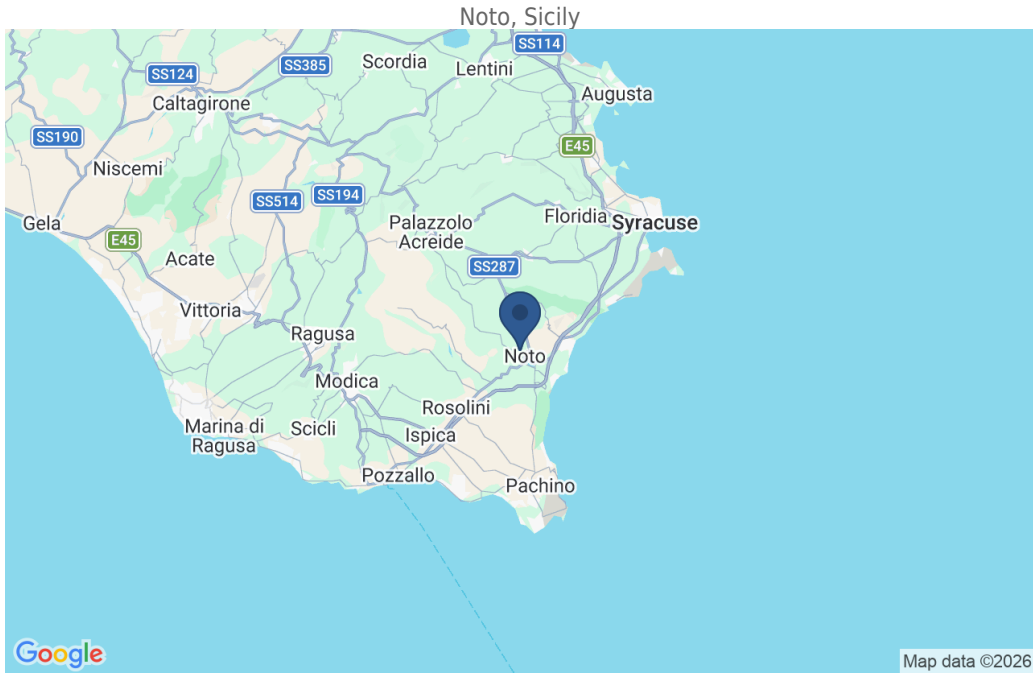 Noto, Sicily
SS114
Scordia
SS385
Lentini
SS124
Augusta
Caltagirone
SS190
E45
Niscemi
SS514
SS194
Gela
Palazzolo
Acreide
Floridia
Syracuse
E45
Acate
SS287
Vittoria
Ragusa
Noto
Modica
Rosolini
Marina di
Ragusa
Scicli
Ispica
Pozzallo
Pachino
Google
Map data ©2026